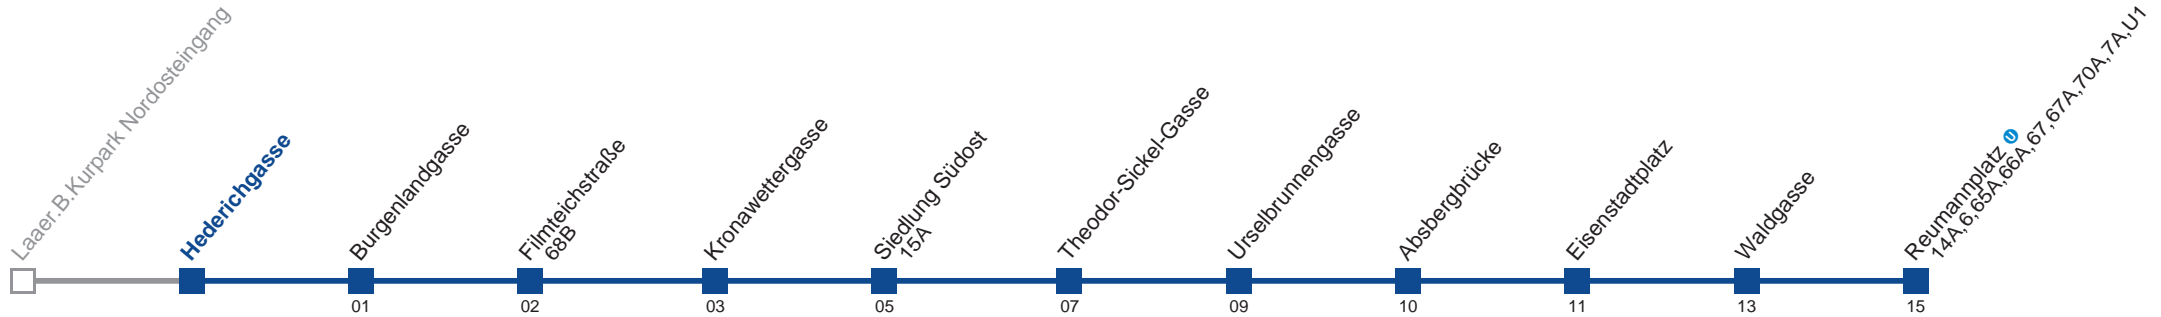 Laaer.B.Kurpark Nordosteingang
Hederichgasse
Burgenlandgasse
01
Filmteichstraße
68B
02
Kronawettergasse
03
Siedlung Südost
15A
05
Theodor-Sickel-Gasse
07
Urselbrunnengasse
09
Absbergbrücke
10
Eisenstadtplatz
11
Waldgasse
13
Reumannplatz U
14A,6,65A,66A,67,67A,70A,7A,U1
15